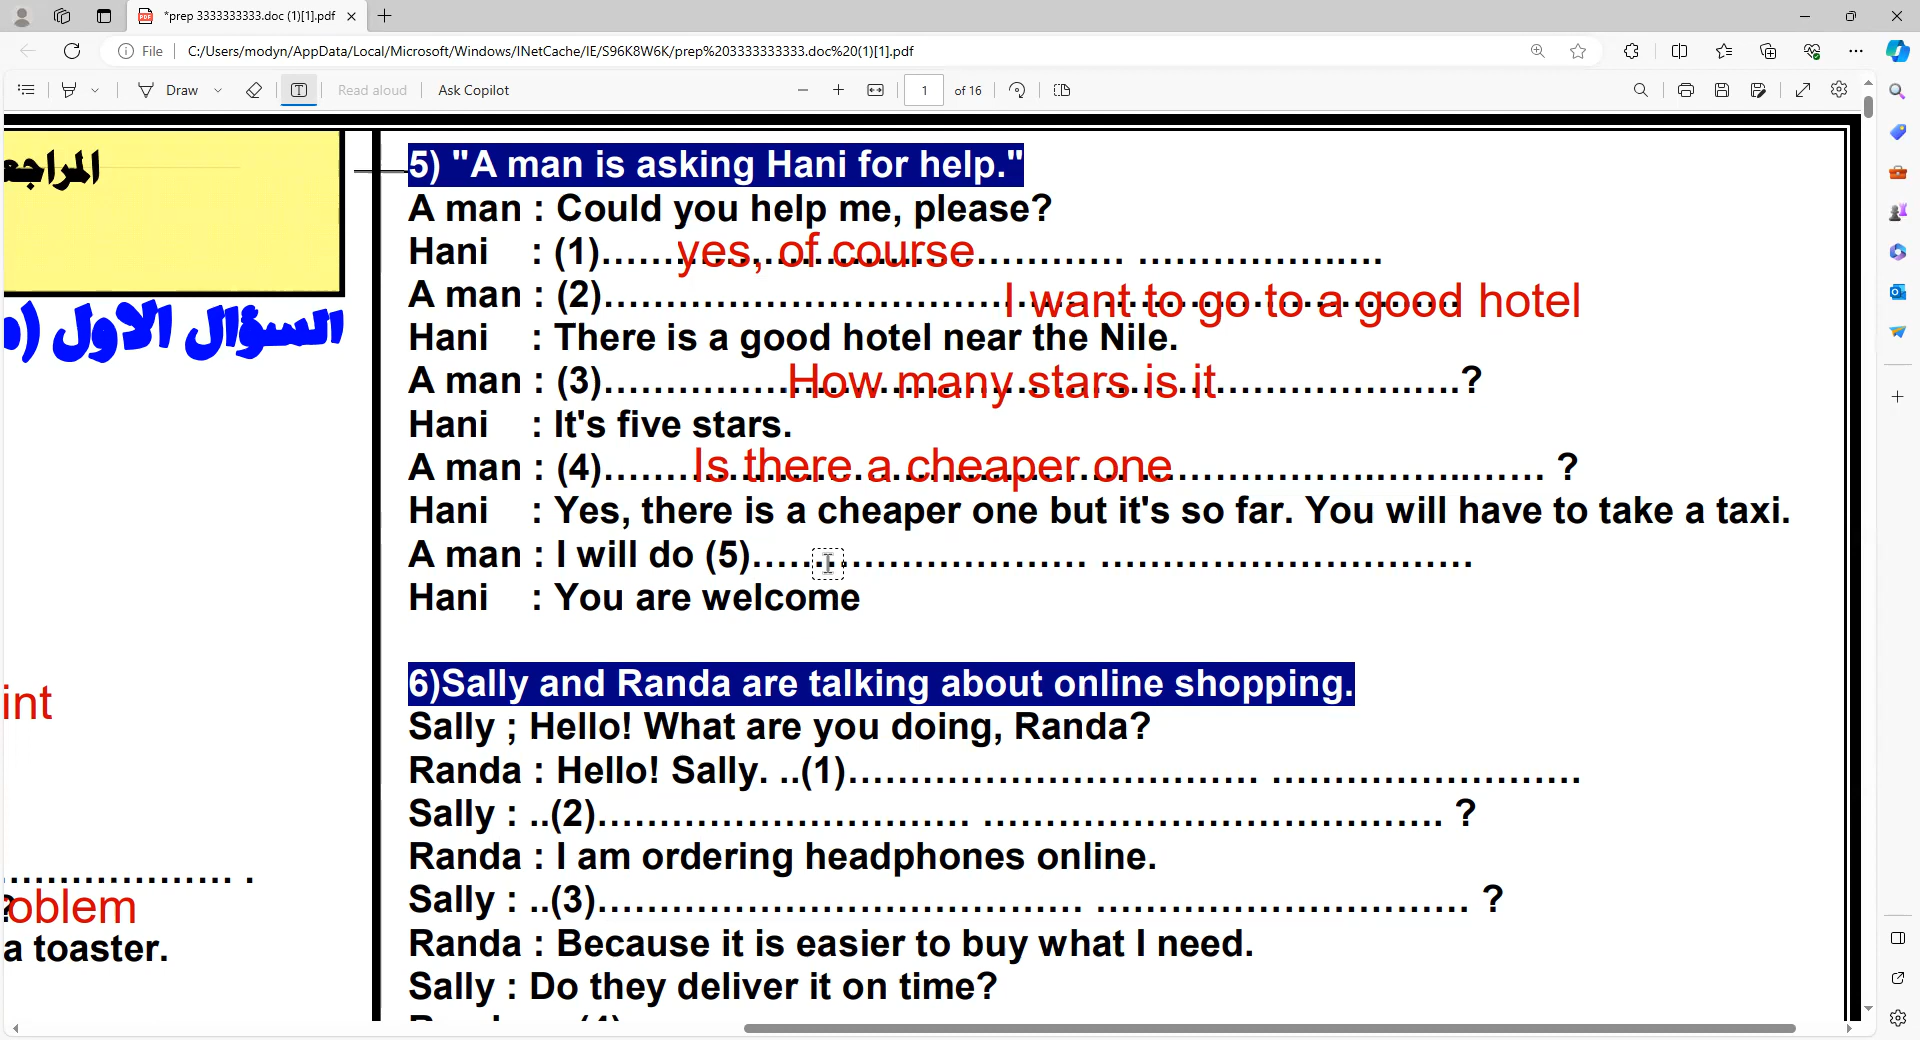 *prep 3333333333.doc (1)[1].pdf
File
C:/Users/modyn/AppData/Local/Microsoft/Windows/INetCache/IE/S96K8W6K/prep%203333333333.doc%20(1)[1].pdf
Draw
Read aloud
Ask Copilot
1
of 16
السؤال الاول
int
oblem
a toaster.
5) "A man is asking Hani for help."
A man : Could you help me, please?
Hani : (1).......................................... ....................
yes, of course
A man : (2)..........................................................
I want to go to a good hotel
Hani : There is a good hotel near the Nile.
A man : (3)..........................................................?
How many stars is it
Hani : It's five stars.
A man : (4).......................................................... ?
Is there a cheaper one
Hani : Yes, there is a cheaper one but it's so far. You will have to take a taxi.
A man : I will do (5)........................... ..............................
Hani : You are welcome
6)Sally and Randa are talking about online shopping.
Sally ; Hello! What are you doing, Randa?
Randa : Hello! Sally. ..(1)................................. .........................
Sally : ..(2).............................. ..................................... ?
Randa : I am ordering headphones online.
Sally : ..(3)....................................... .............................. ?
Randa : Because it is easier to buy what I need.
Sally : Do they deliver it on time?